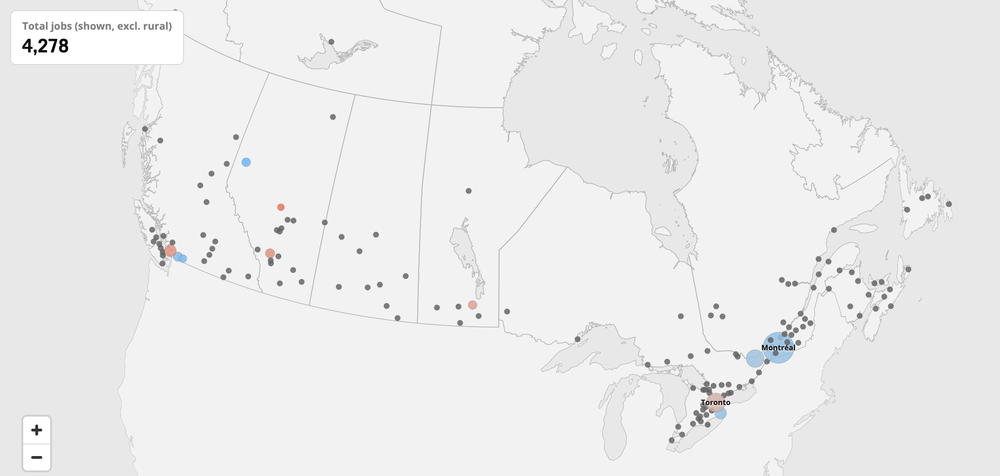 Total jobs (shown, excl. rural)
4,278
Montréal
Toronto
+
−